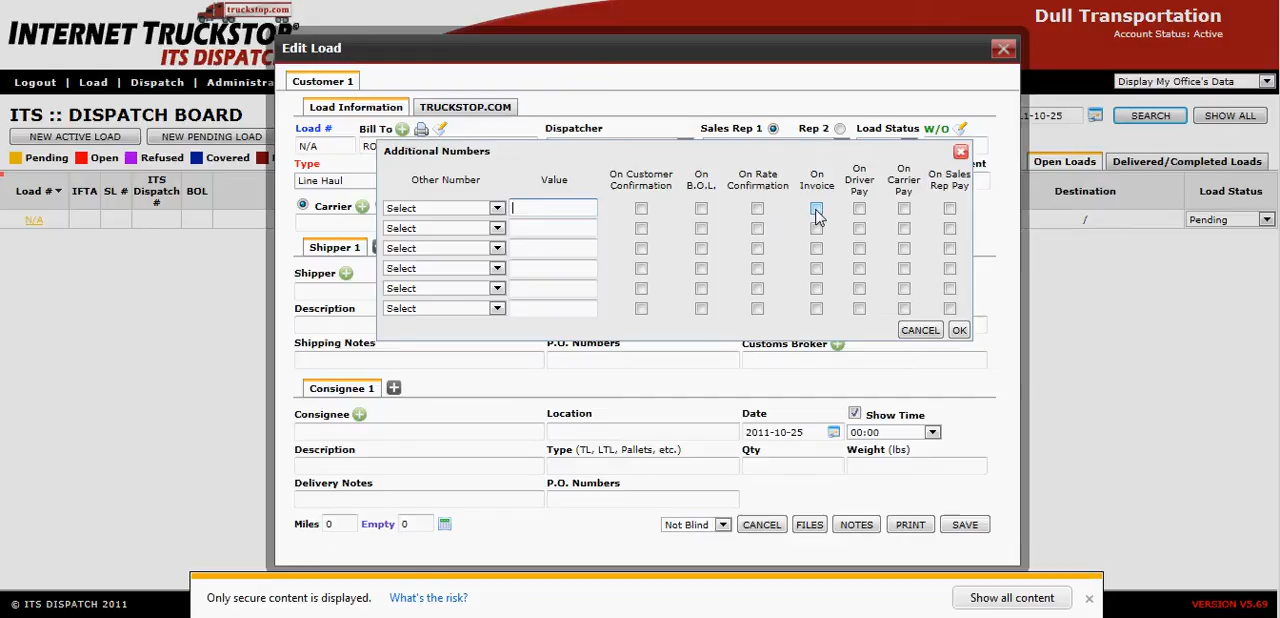 truckstop.com
INTERNET TRUCKSTOP®
ITS DISPATC
Dull Transportation
Account Status: Active
Logout | Load | Dispatch | Administra
Display My Office's Data
ITS :: DISPATCH BOARD
1-10-25 SEARCH SHOW ALL
NEW ACTIVE LOAD NEW PENDING LOAD
Pending Open Refused Covered
Open Loads Delivered/Completed Loads
Load # IFTA SL # ITS Dispatch # BOL
Destination Load Status
N/A
/ Pending
Edit Load
Customer 1
Load Information TRUCKSTOP.COM
Load # Bill To Dispatcher Sales Rep 1 Rep 2 Load Status W/O
N/A RO
Type
Line Haul
Carrier
Shipper 1
Shipper
Description
Shipping Notes P.O. Numbers Customs Broker
Additional Numbers
Other Number Value On Customer Confirmation On B.O.L. On Rate Confirmation On Invoice On Driver Pay On Carrier Pay On Sales Rep Pay
Select
Select
Select
Select
Select
Select
CANCEL OK
Consignee 1
Consignee Location Date Show Time
2011-10-25 00:00
Description Type (TL, LTL, Pallets, etc.) Qty Weight (lbs)
Delivery Notes P.O. Numbers
Miles 0 Empty 0 Not Blind CANCEL FILES NOTES PRINT SAVE
Only secure content is displayed. What's the risk? Show all content
© ITS DISPATCH 2011
VERSION V5.69